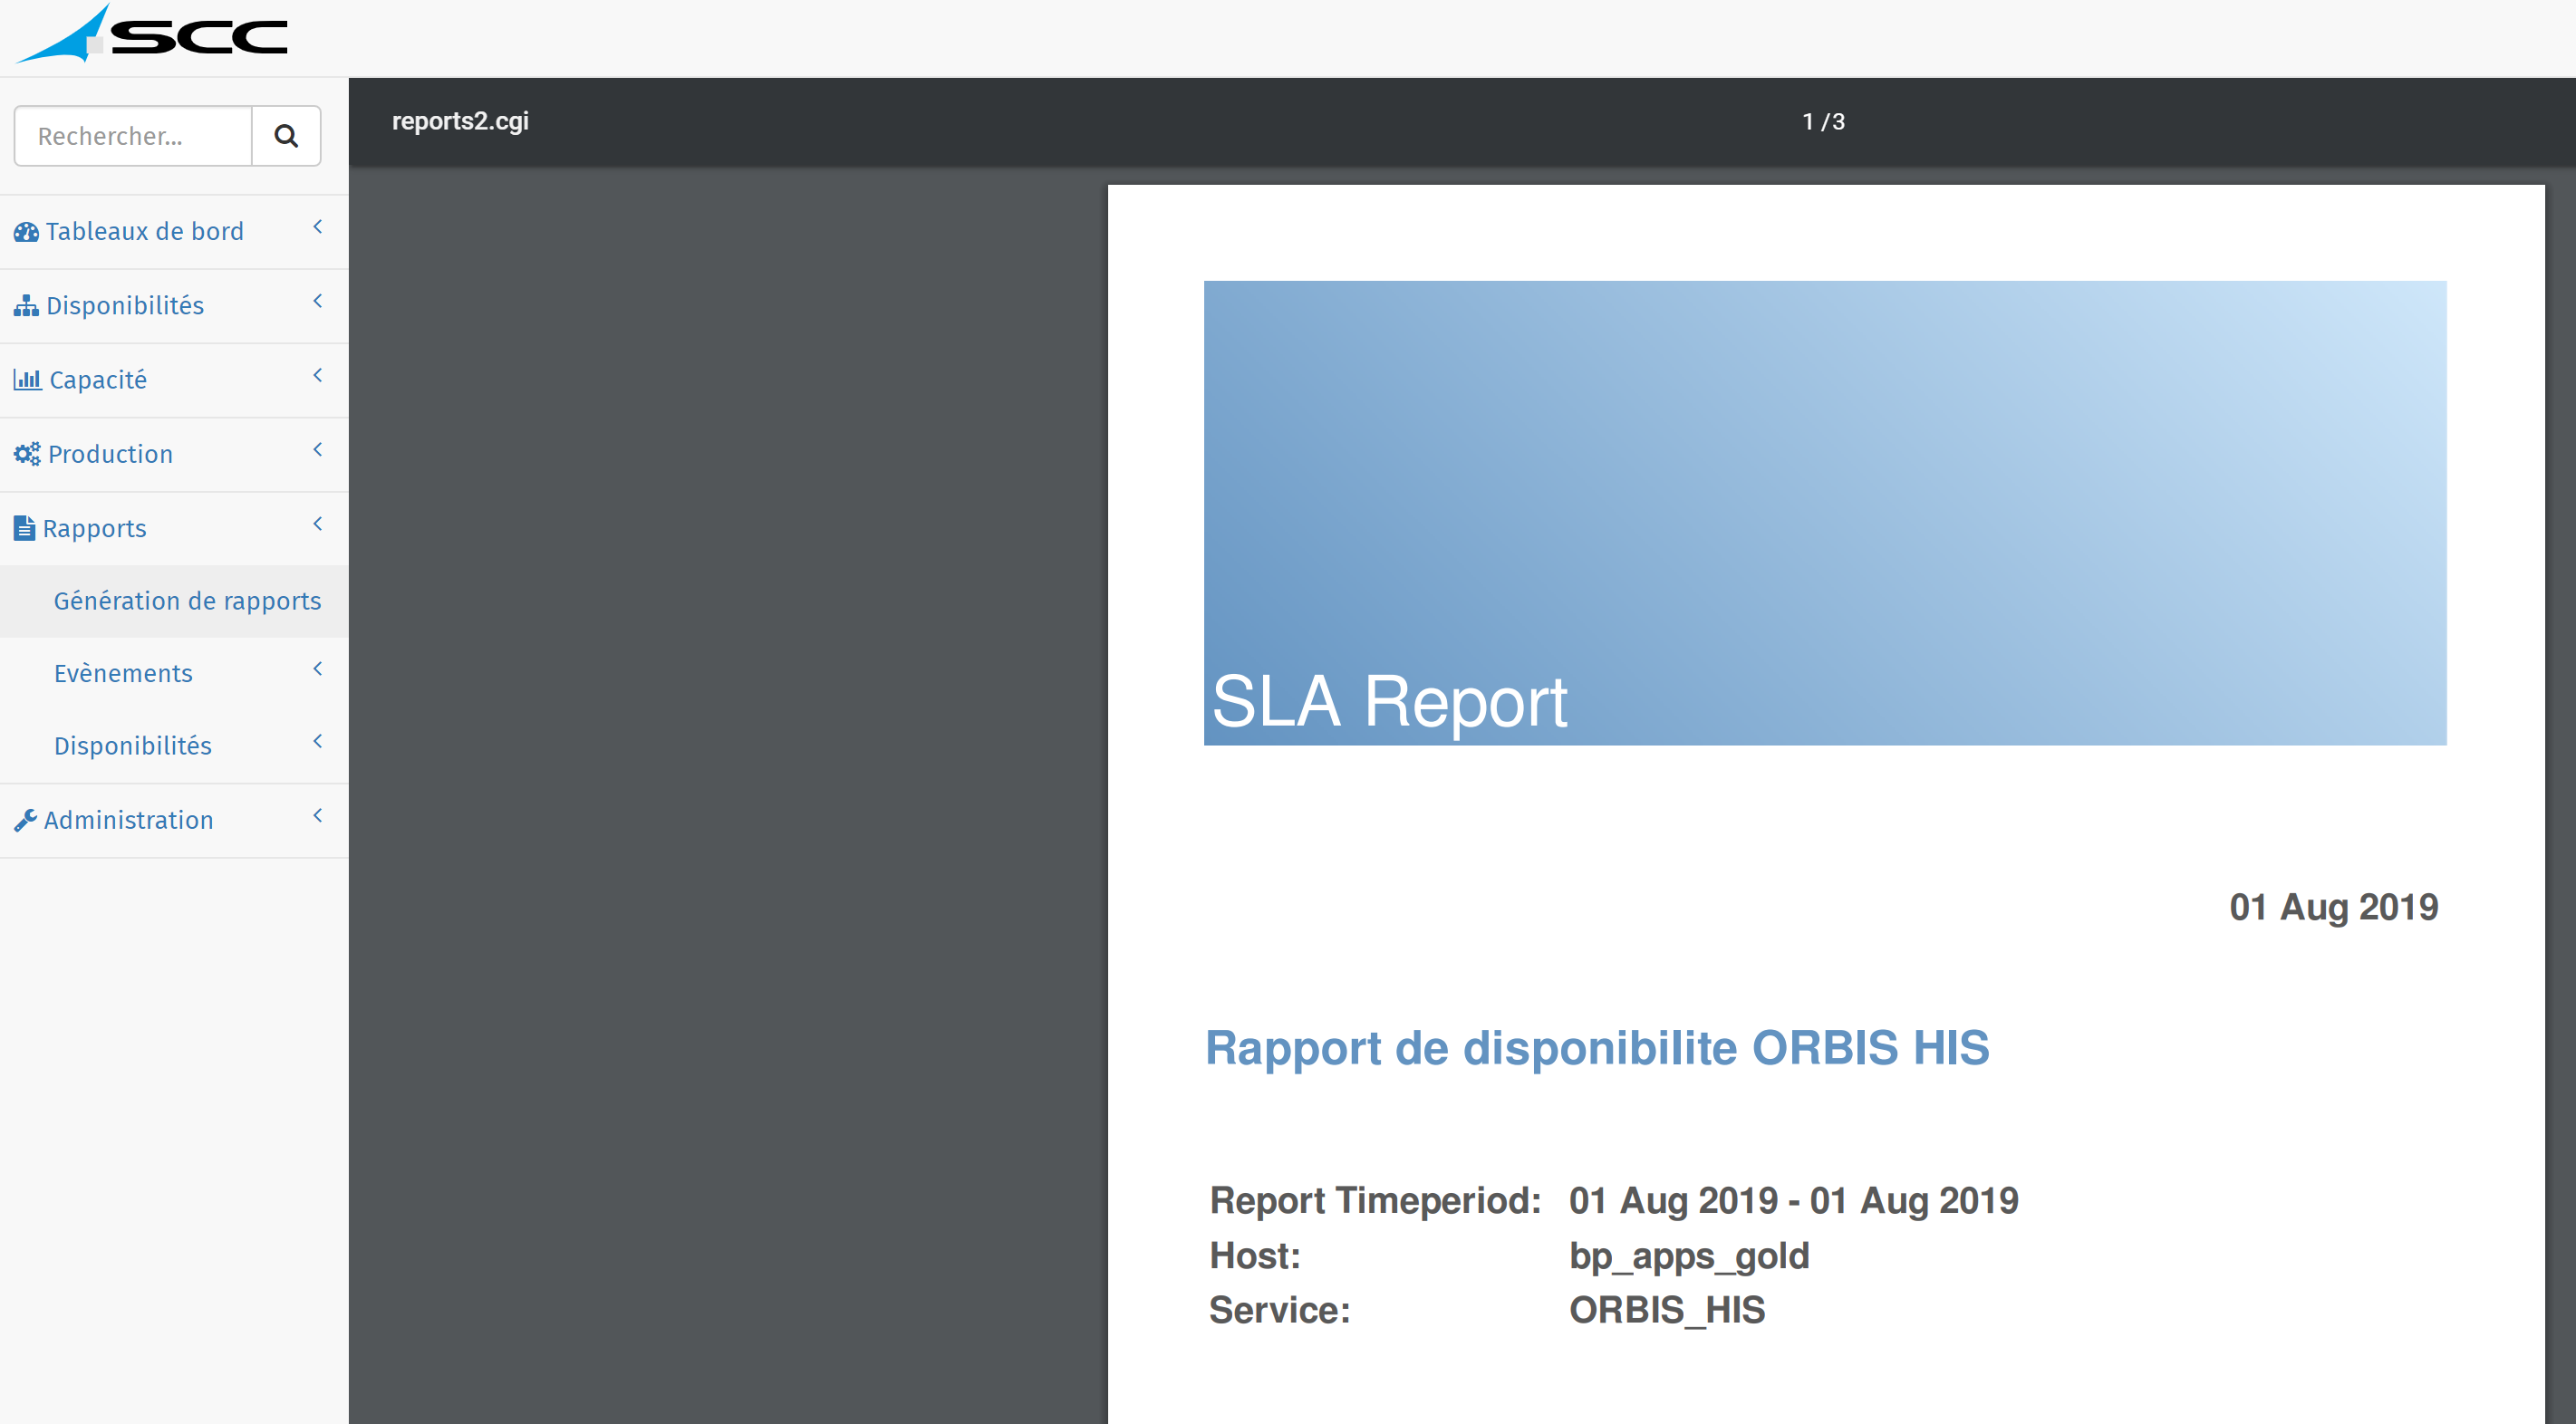 SCC
Rechercher...
Tableaux de bord
Disponibilités
Capacité
Production
Rapports
Génération de rapports
Evènements
Disponibilités
Administration
reports2.cgi
1 / 3
SLA Report
01 Aug 2019
Rapport de disponibilite ORBIS HIS
Report Timeperiod: 01 Aug 2019 - 01 Aug 2019
Host: bp_apps_gold
Service: ORBIS_HIS